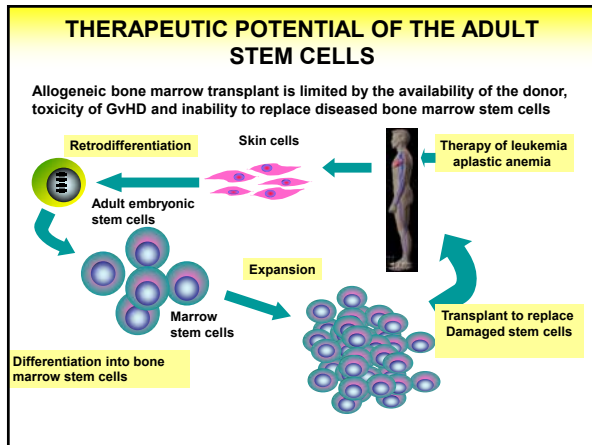 THERAPEUTIC POTENTIAL OF THE ADULT
STEM CELLS
Allogeneic bone marrow transplant is limited by the availability of the donor,
toxicity of GvHD and inability to replace diseased bone marrow stem cells
Retrodifferentiation
Skin cells
Therapy of leukemia
aplastic anemia
Adult embryonic
stem cells
Expansion
Marrow
stem cells
Transplant to replace
Damaged stem cells
Differentiation into bone
marrow stem cells